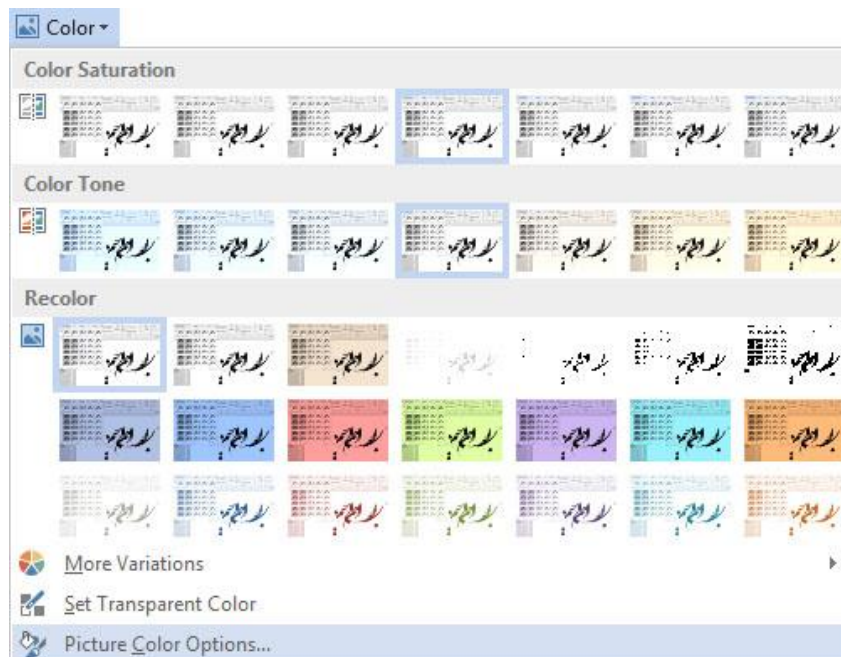 Color
Color Saturation
Color Tone
Recolor
More Variations
Set Transparent Color
Picture Color Options...